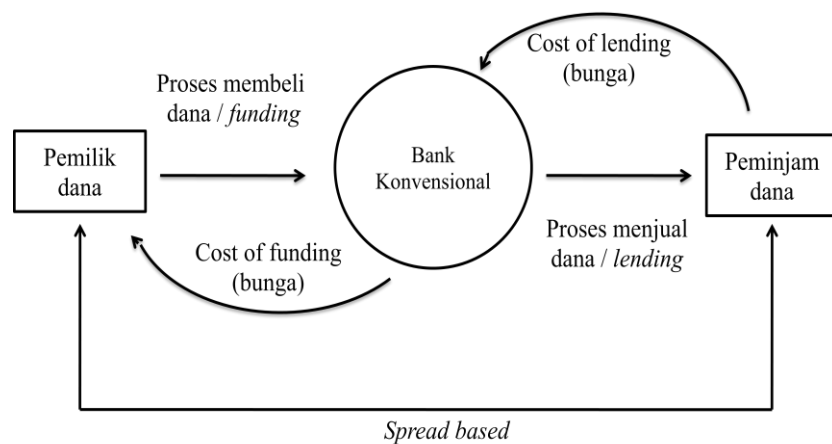 Cost of lending
(bunga)
Proses membeli
dana / funding
Pemilik
dana
Bank
Konvensional
Peminjam
dana
Cost of funding
(bunga)
Proses menjual
dana / lending
Spread based